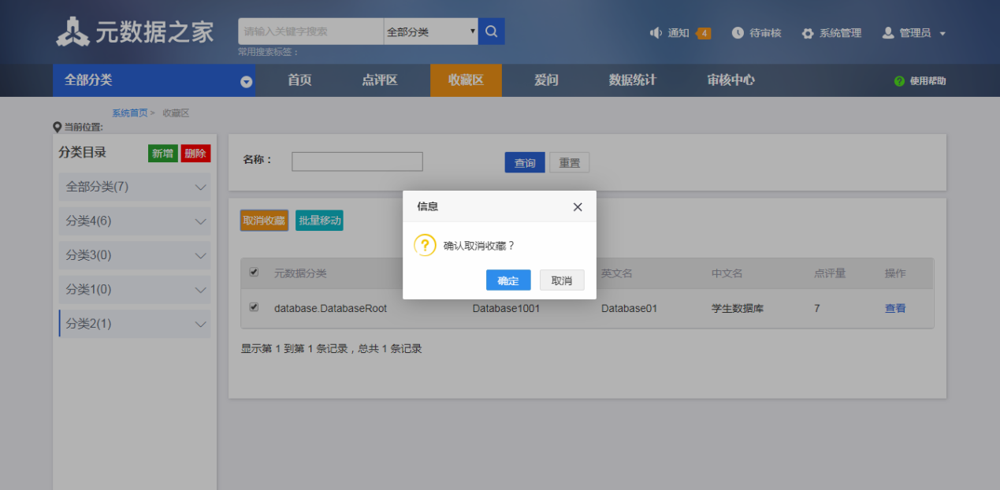 元数据之家
请输入关键字搜索 全部分类
常用搜索标签：
通知 4 待审核 系统管理 管理员
全部分类 首页 点评区 收藏区 爱问 数据统计 审核中心 ? 使用帮助
系统首页 > 收藏区
当前位置:
分类目录 新增 删除
全部分类(7)
分类4(6)
分类3(0)
分类1(0)
分类2(1)
名称： 查询 重置
取消收藏 批量移动
信息
? 确认取消收藏？
确定 取消
元数据分类 英文名 中文名 点评量 操作
database.DatabaseRoot Database1001 Database01 学生数据库 7 查看
显示第 1 到第 1 条记录，总共 1 条记录